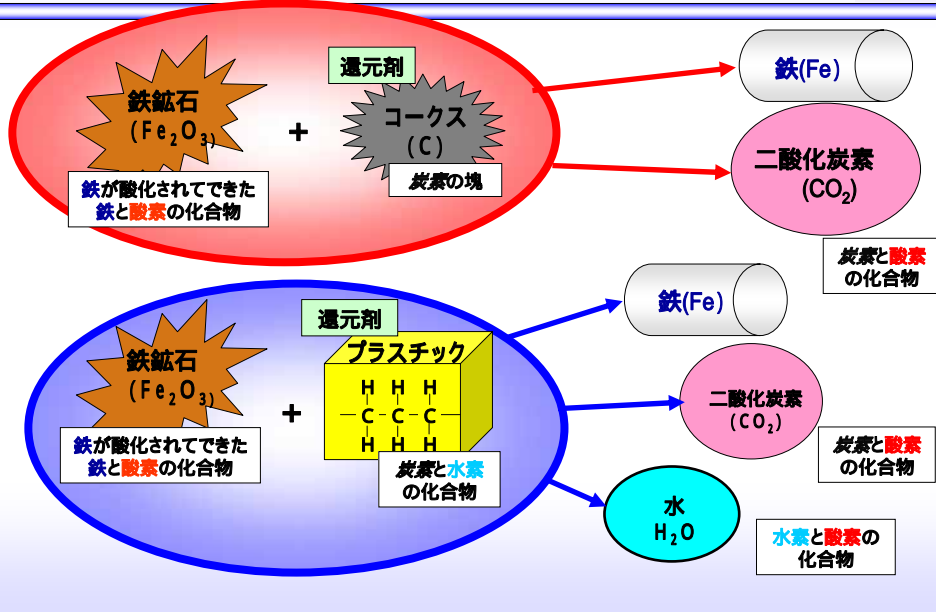 還元剤
鉄鉱石
(Fe₂O₃)
+
コークス
(C)
炭素の塊
鉄が酸化されてできた
鉄と酸素の化合物
鉄(Fe)
二酸化炭素
(CO₂)
炭素と酸素
の化合物
還元剤
鉄鉱石
(Fe₂O₃)
+
プラスチック
H H H
C C C
H H H
炭素と水素
の化合物
鉄が酸化されてできた
鉄と酸素の化合物
鉄(Fe)
二酸化炭素
(CO₂)
炭素と酸素
の化合物
水
H₂O
水素と酸素の
化合物